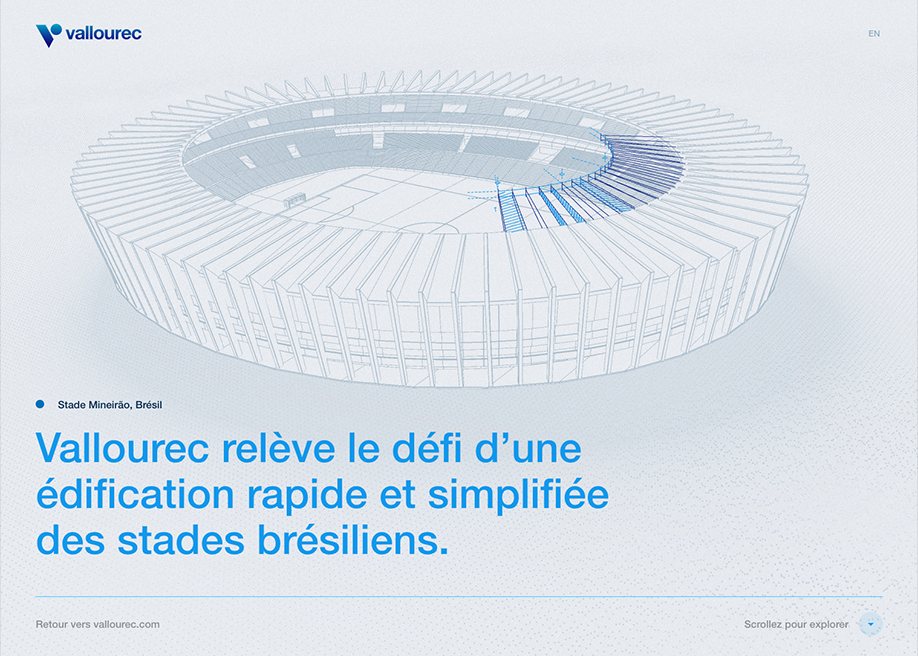 vallourec
EN
Stade Mineirão, Brésil
Vallourec relève le défi d’une
édification rapide et simplifiée
des stades brésiliens.
Retour vers vallourec.com
Scrollez pour explorer